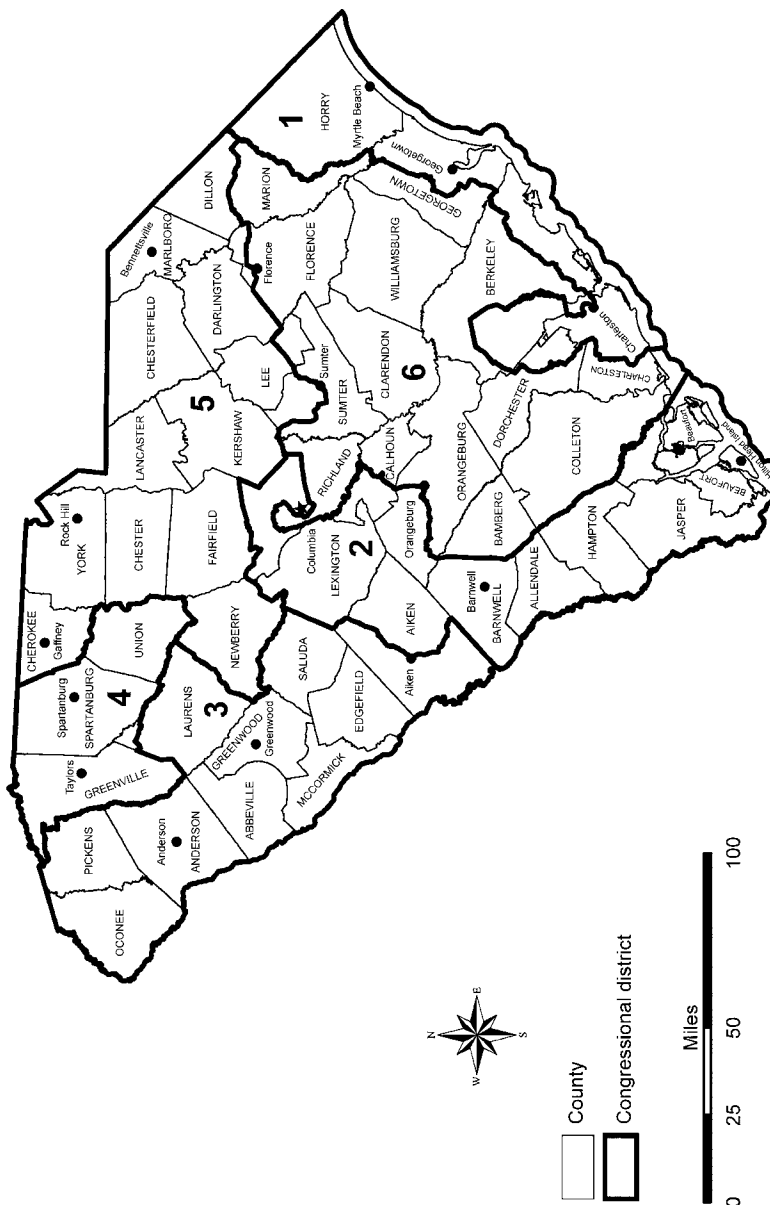 OCONEE
PICKENS
Taylors
GREENVILLE
Spartanburg
SPARTANBURG
4
CHEROKEE
Gaffney
Rock Hill
YORK
UNION
CHESTER
LANCASTER
CHESTERFIELD
Bennettsville
MARLBORO
Anderson
ANDERSON
LAURENS
3
ABBEVILLE
GREENWOOD
Greenwood
NEWBERRY
FAIRFIELD
5
KERSHAW
DARLINGTON
DILLON
LEE
MCCORMICK
SALUDA
EDGEFIELD
Columbia
LEXINGTON
2
RICHLAND
Sumter
SUMTER
Florence
FLORENCE
MARION
1
HORRY
Myrtle Beach
Aiken
AIKEN
Orangeburg
CALHOUN
CLARENDON
6
WILLIAMSBURG
GEORGETOWN
Georgetown
Barnwell
BARNWELL
BAMBERG
ORANGEBURG
DORCHESTER
BERKELEY
ALLENDALE
HAMPTON
COLLETON
CHARLESTON
Charleston
JASPER
BEAUFORT
Beaufort
Hilton Head Island
N
W
E
S
County
Congressional district
Miles
0 25 50 100